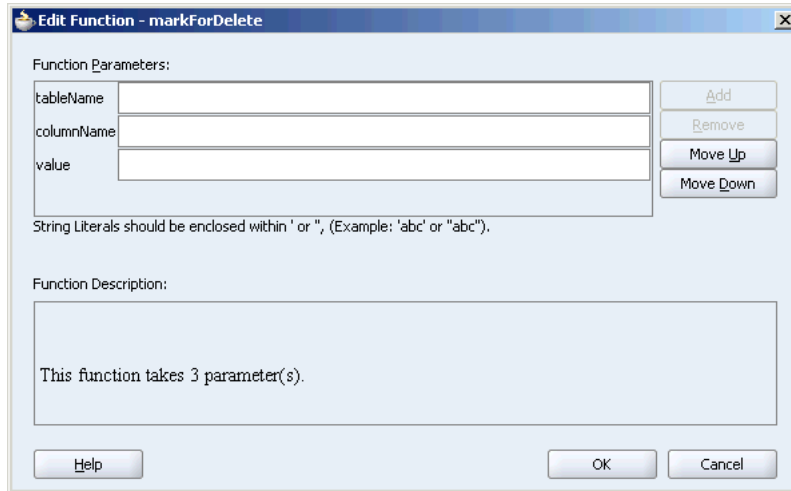 Edit Function - markForDelete
Function Parameters:
tableName
Add
columnName
Remove
value
Move Up
Move Down
String Literals should be enclosed within ' or ", (Example: 'abc' or "abc").
Function Description:
This function takes 3 parameter(s).
Help
OK
Cancel